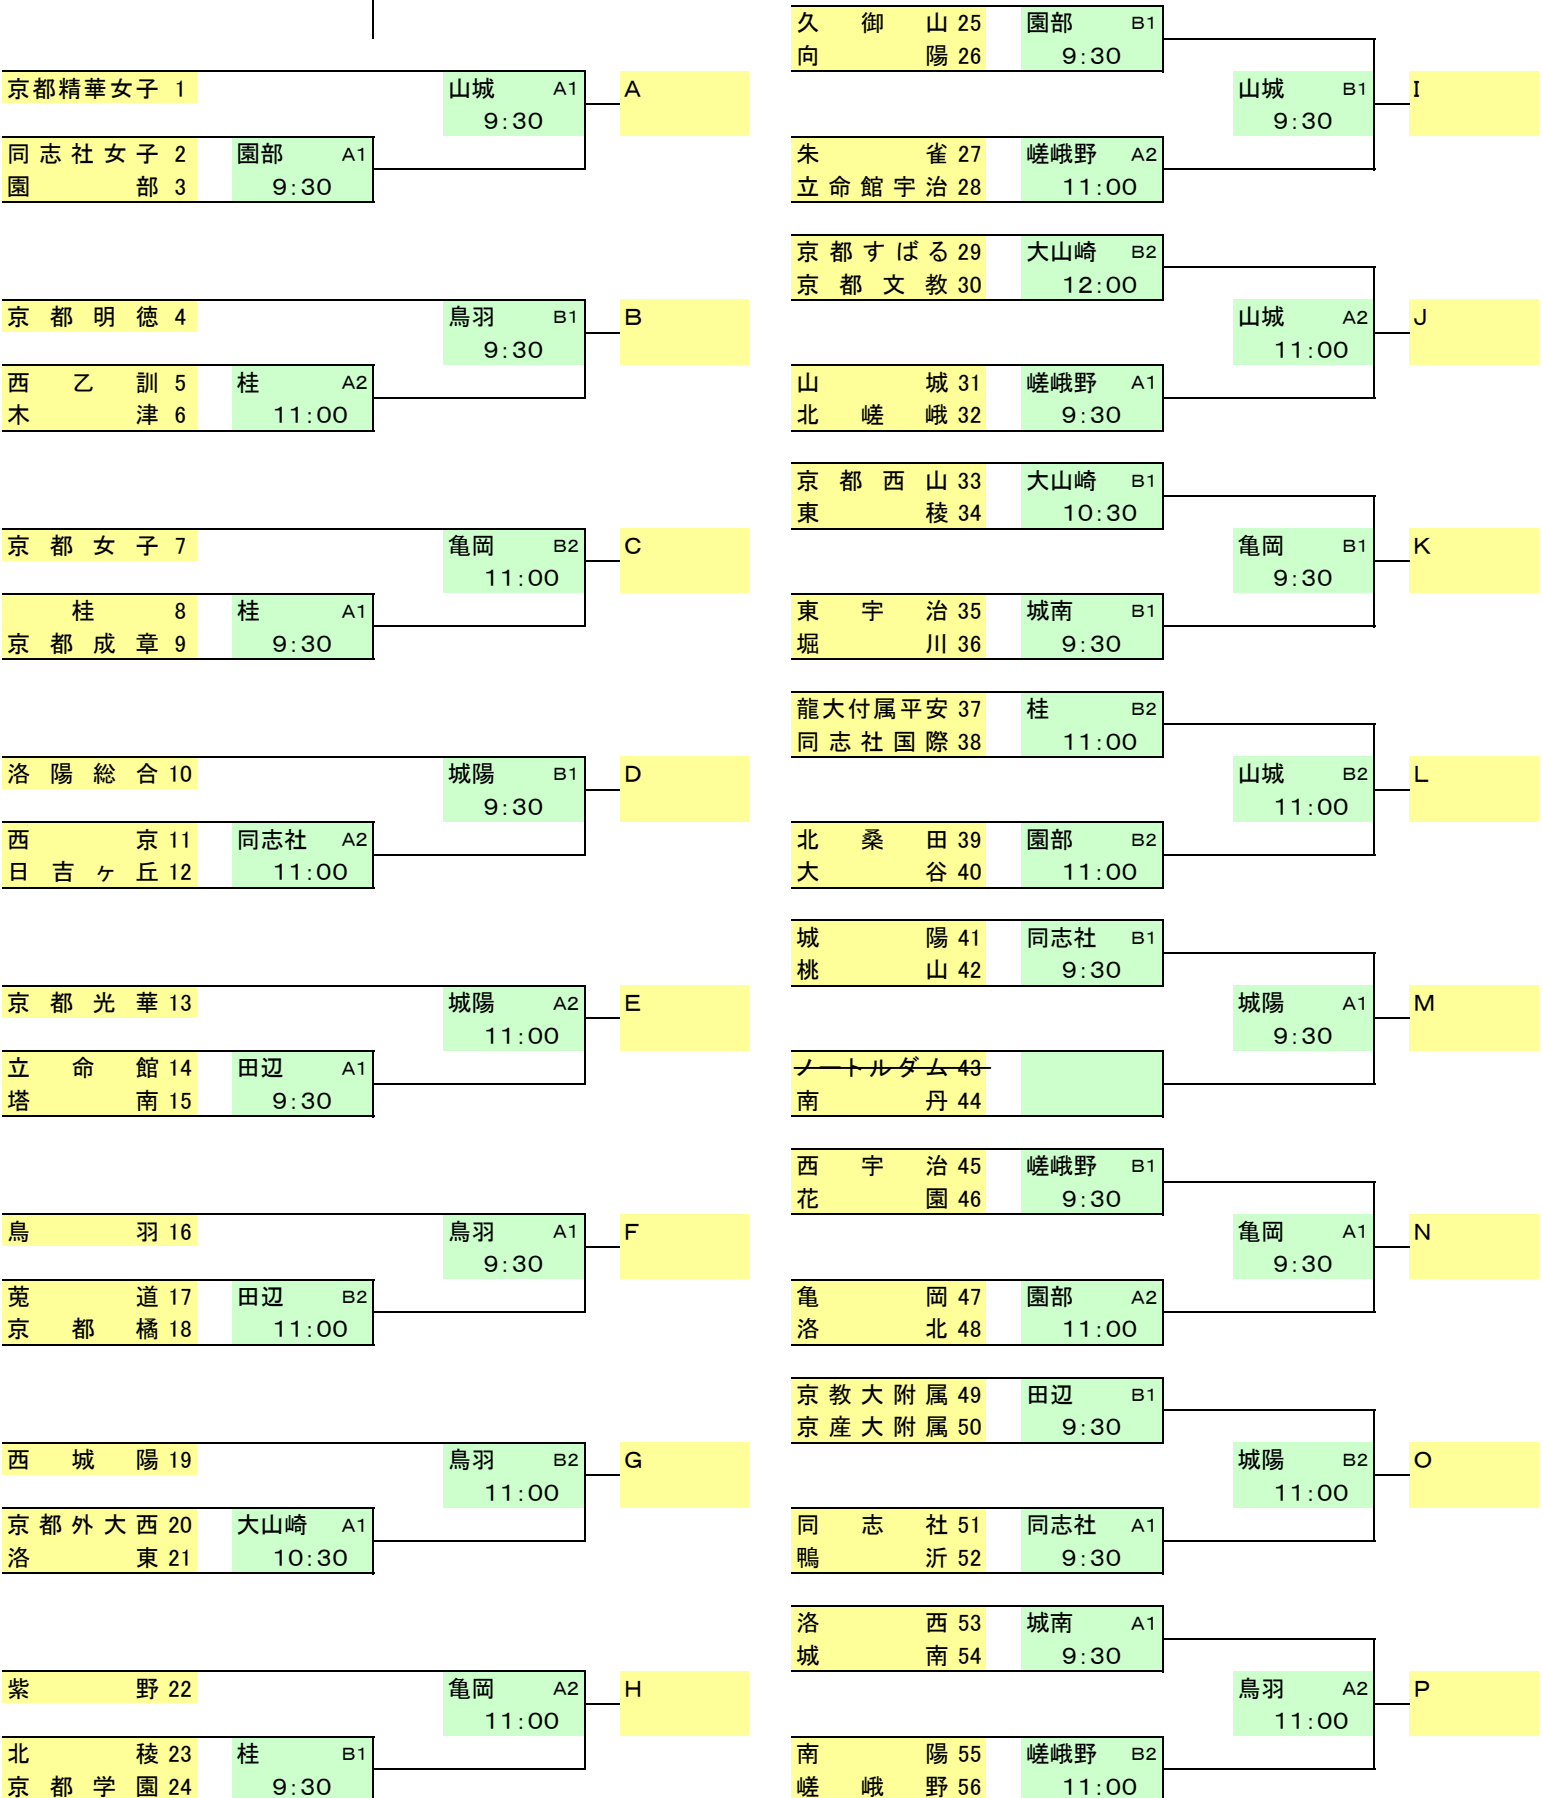 京都精華女子 1
山城 A1
9:30
A
同志社女子 2
園部 3
園部 A1
9:30
京都明徳 4
鳥羽 B1
9:30
B
西乙訓 5
木津 6
桂 A2
11:00
京都女子 7
亀岡 B2
11:00
C
桂 8
京都成章 9
桂 A1
9:30
洛陽総合 10
城陽 B1
9:30
D
西京 11
日吉ヶ丘 12
同志社 A2
11:00
京都光華 13
城陽 A2
11:00
E
立命館 14
塔南 15
田辺 A1
9:30
鳥羽 16
鳥羽 A1
9:30
F
莵道 17
京都橘 18
田辺 B2
11:00
西城陽 19
鳥羽 B2
11:00
G
京都外大西 20
洛東 21
大山崎 A1
10:30
紫野 22
亀岡 A2
11:00
H
北稜 23
京都学園 24
桂 B1
9:30
久御山 25
向陽 26
園部 B1
9:30
山城 B1
9:30
I
朱雀 27
立命館宇治 28
嵯峨野 A2
11:00
京都すばる 29
京都文教 30
大山崎 B2
12:00
山城 A2
11:00
J
山城 31
北嵯峨 32
嵯峨野 A1
9:30
京都西山 33
東稜 34
大山崎 B1
10:30
亀岡 B1
9:30
K
東宇治 35
堀川 36
城南 B1
9:30
龍大付属平安 37
同志社国際 38
桂 B2
11:00
山城 B2
11:00
L
北桑田 39
大谷 40
園部 B2
11:00
城陽 41
桃山 42
同志社 B1
9:30
城陽 A1
9:30
M
ノートルダム 43
南丹 44
西宇治 45
花園 46
嵯峨野 B1
9:30
亀岡 A1
9:30
N
亀岡 47
洛北 48
園部 A2
11:00
京教大附属 49
京産大附属 50
田辺 B1
9:30
城陽 B2
11:00
O
同志社 51
鴨沂 52
同志社 A1
9:30
洛西 53
城南 54
城南 A1
9:30
鳥羽 A2
11:00
P
南陽 55
嵯峨野 56
嵯峨野 B2
11:00